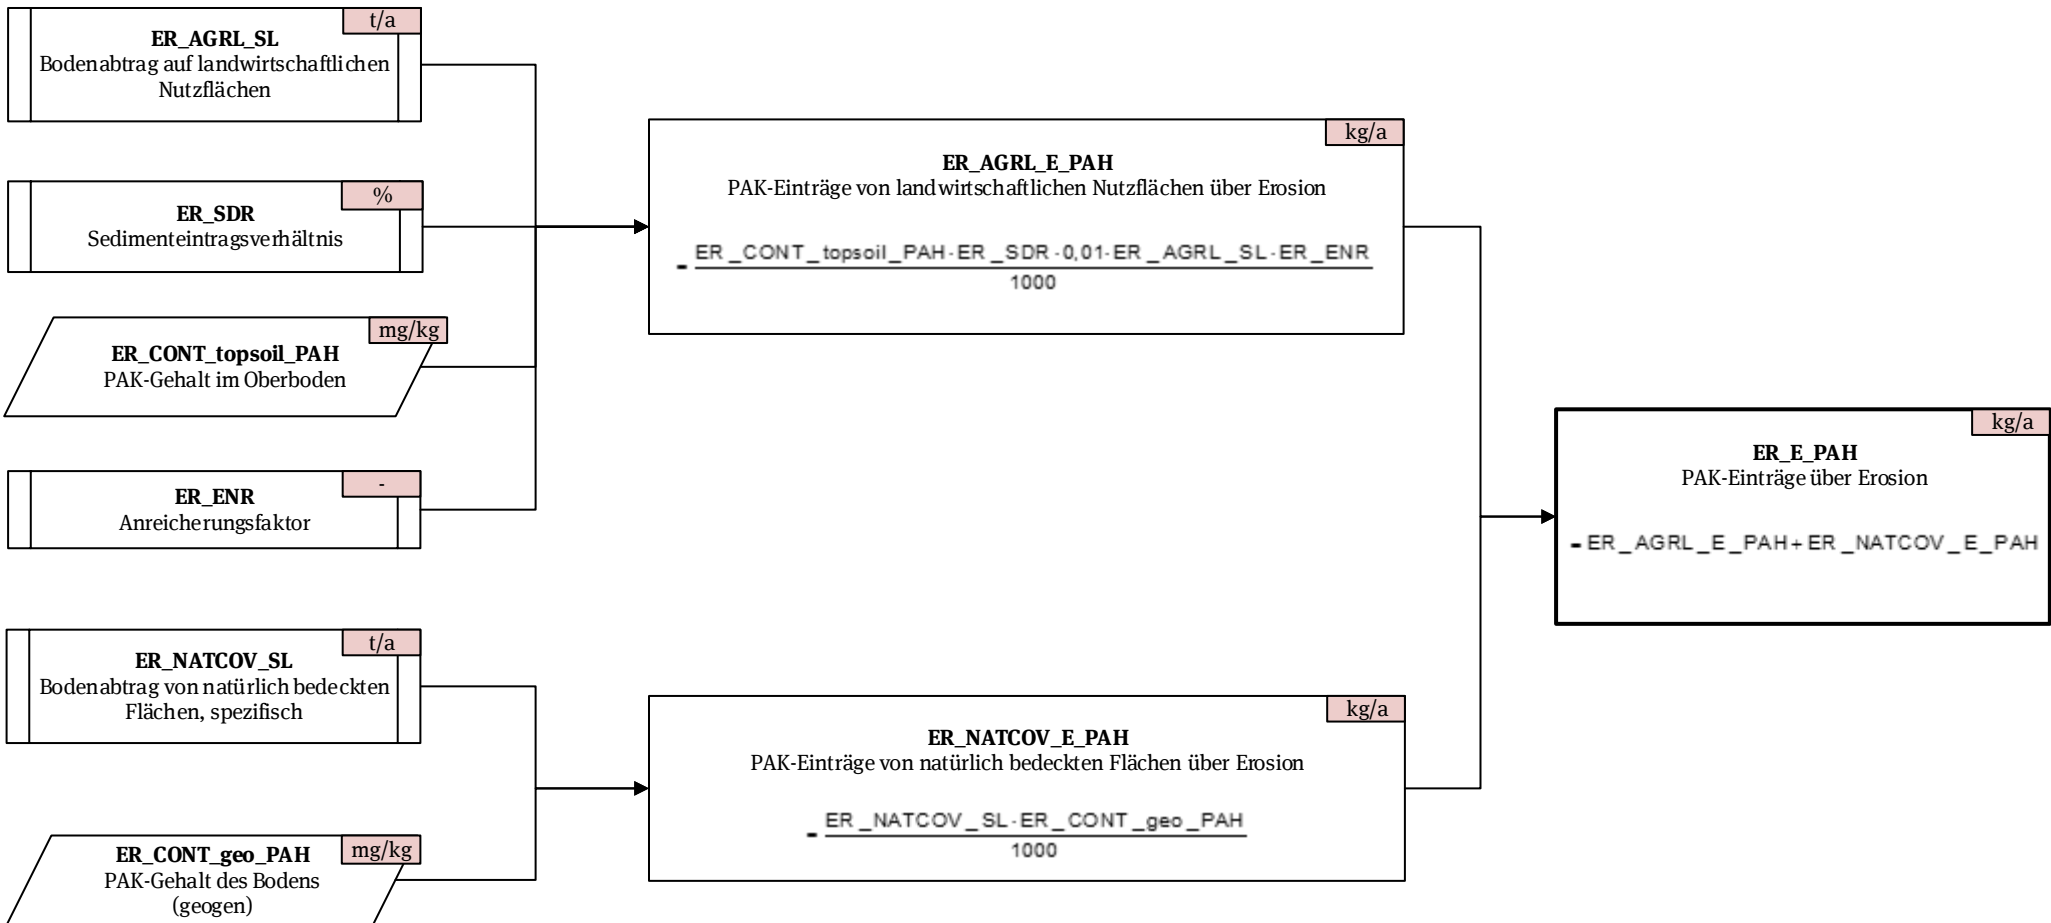 t/a
ER_AGRL_SL
Bodenabtrag auf landwirtschaftlichen
Nutzflächen
%
ER_SDR
Sedimenteintragsverhältnis
mg/kg
ER_CONT_topsoil_PAH
PAK-Gehalt im Oberboden
-
ER_ENR
Anreicherungsfaktor
t/a
ER_NATCOV_SL
Bodenabtrag von natürlich bedeckten
Flächen, spezifisch
mg/kg
ER_CONT_geo_PAH
PAK-Gehalt des Bodens
(geogen)
kg/a
ER_AGRL_E_PAH
PAK-Einträge von landwirtschaftlichen Nutzflächen über Erosion
ER_CONT_topsoil_PAH·ER_SDR·0,01·ER_AGRL_SL·ER_ENR
=
1000
kg/a
ER_NATCOV_E_PAH
PAK-Einträge von natürlich bedeckten Flächen über Erosion
ER_NATCOV_SL·ER_CONT_geo_PAH
=
1000
kg/a
ER_E_PAH
PAK-Einträge über Erosion
=ER_AGRL_E_PAH+ER_NATCOV_E_PAH